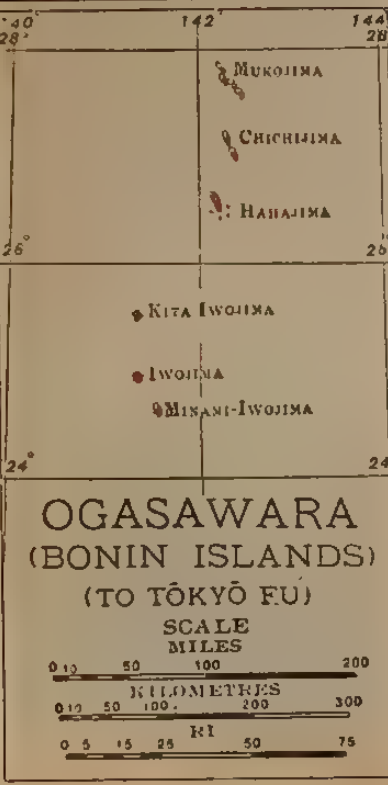 140° 142° 144°
28° 28
MUKOJIMA
CHICHIJIMA
HAHAJIMA
26° 26
KITA IWOJIMA
IWOJIMA
MINAMI-IWOJIMA
24° 24
OGASAWARA
(BONIN ISLANDS)
(TO TŌKYŌ FU)
SCALE
MILES
0 10 50 100 200
KILOMETRES
0 10 50 100 200 300
RI
0 5 15 25 50 75